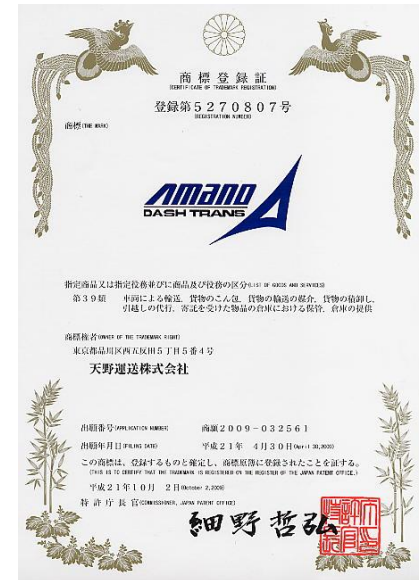 商標登録証
(CERTIFICATE OF TRADEMARK REGISTRATION)
登録第5270807号
(REGISTRATION NUMBER)
商標(THE MARK)
AMANO
DASH TRANS
指定商品又は指定役務並びに商品及び役務の区分(LIST OF GOODS AND SERVICES)
第39類 車両による輸送,貨物のこん包,貨物の輸送の媒介,貨物の積卸し,
引越しの代行,寄託を受けた物品の倉庫における保管,倉庫の提供
商標権者(OWNER OF THE TRADEMARK RIGHT)
東京都品川区西五反田5丁目5番4号
天野運送株式会社
出願番号(APPLICATION NUMBER) 商願2009-032561
出願年月日(FILING DATE) 平成21年 4月30日(April 30,2009)
この商標は、登録するものと確定し、商標原簿に登録されたことを証する。
(THIS IS TO CERTIFY THAT THE TRADEMARK IS REGISTERED ON THE REGISTER OF THE JAPAN PATENT OFFICE.)
平成21年10月 2日(October 2,2009)
特許庁長官(COMMISSIONER, JAPAN PATENT OFFICE)
細野哲弘